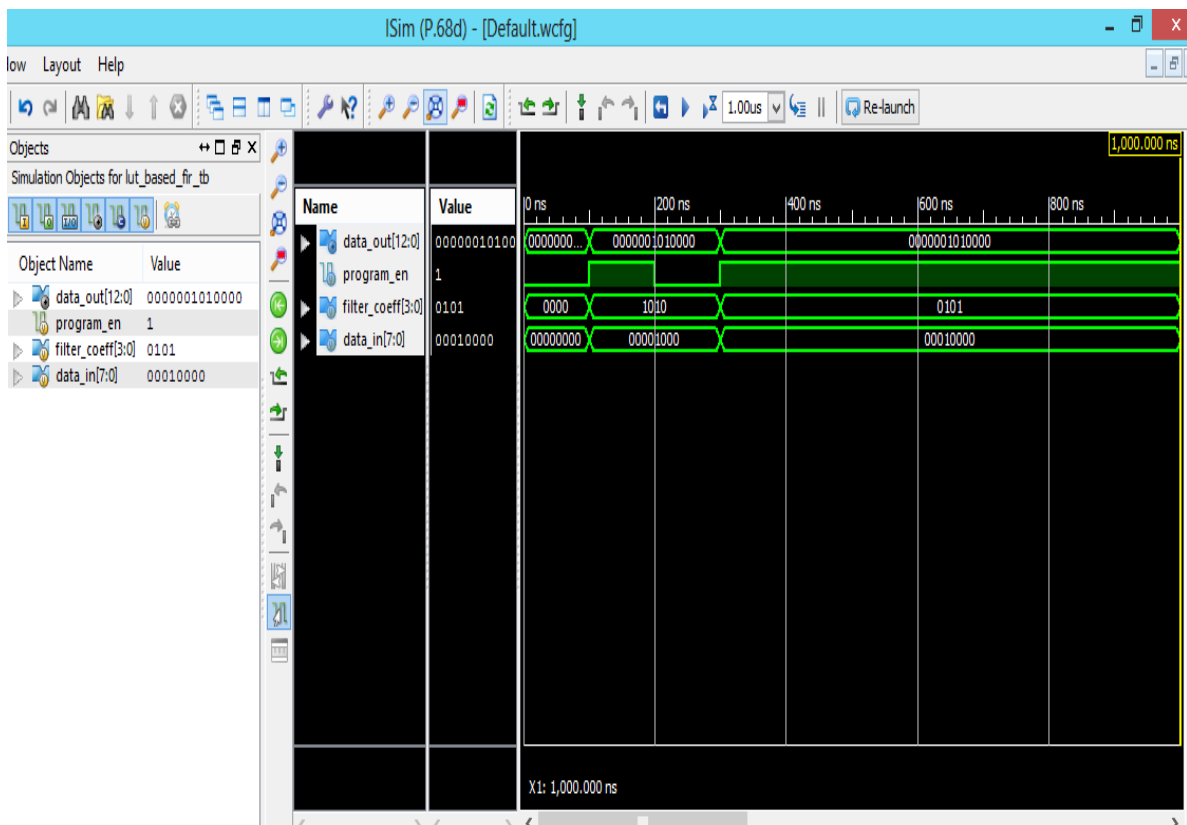 ISim (P.68d) - [Default.wcfg]
low Layout Help
1.00us
Re-launch
Objects
Simulation Objects for lut_based_fir_tb
Object Name Value
data_out[12:0] 0000001010000
program_en 1
filter_coeff[3:0] 0101
data_in[7:0] 00010000
1,000.000 ns
Name Value 0 ns 200 ns 400 ns 600 ns 800 ns
data_out[12:0] 00000010100 0000000... 0000001010000 0000001010000
program_en 1
filter_coeff[3:0] 0101 0000 1010 0101
data_in[7:0] 00010000 00000000 00001000 00010000
X1: 1,000.000 ns